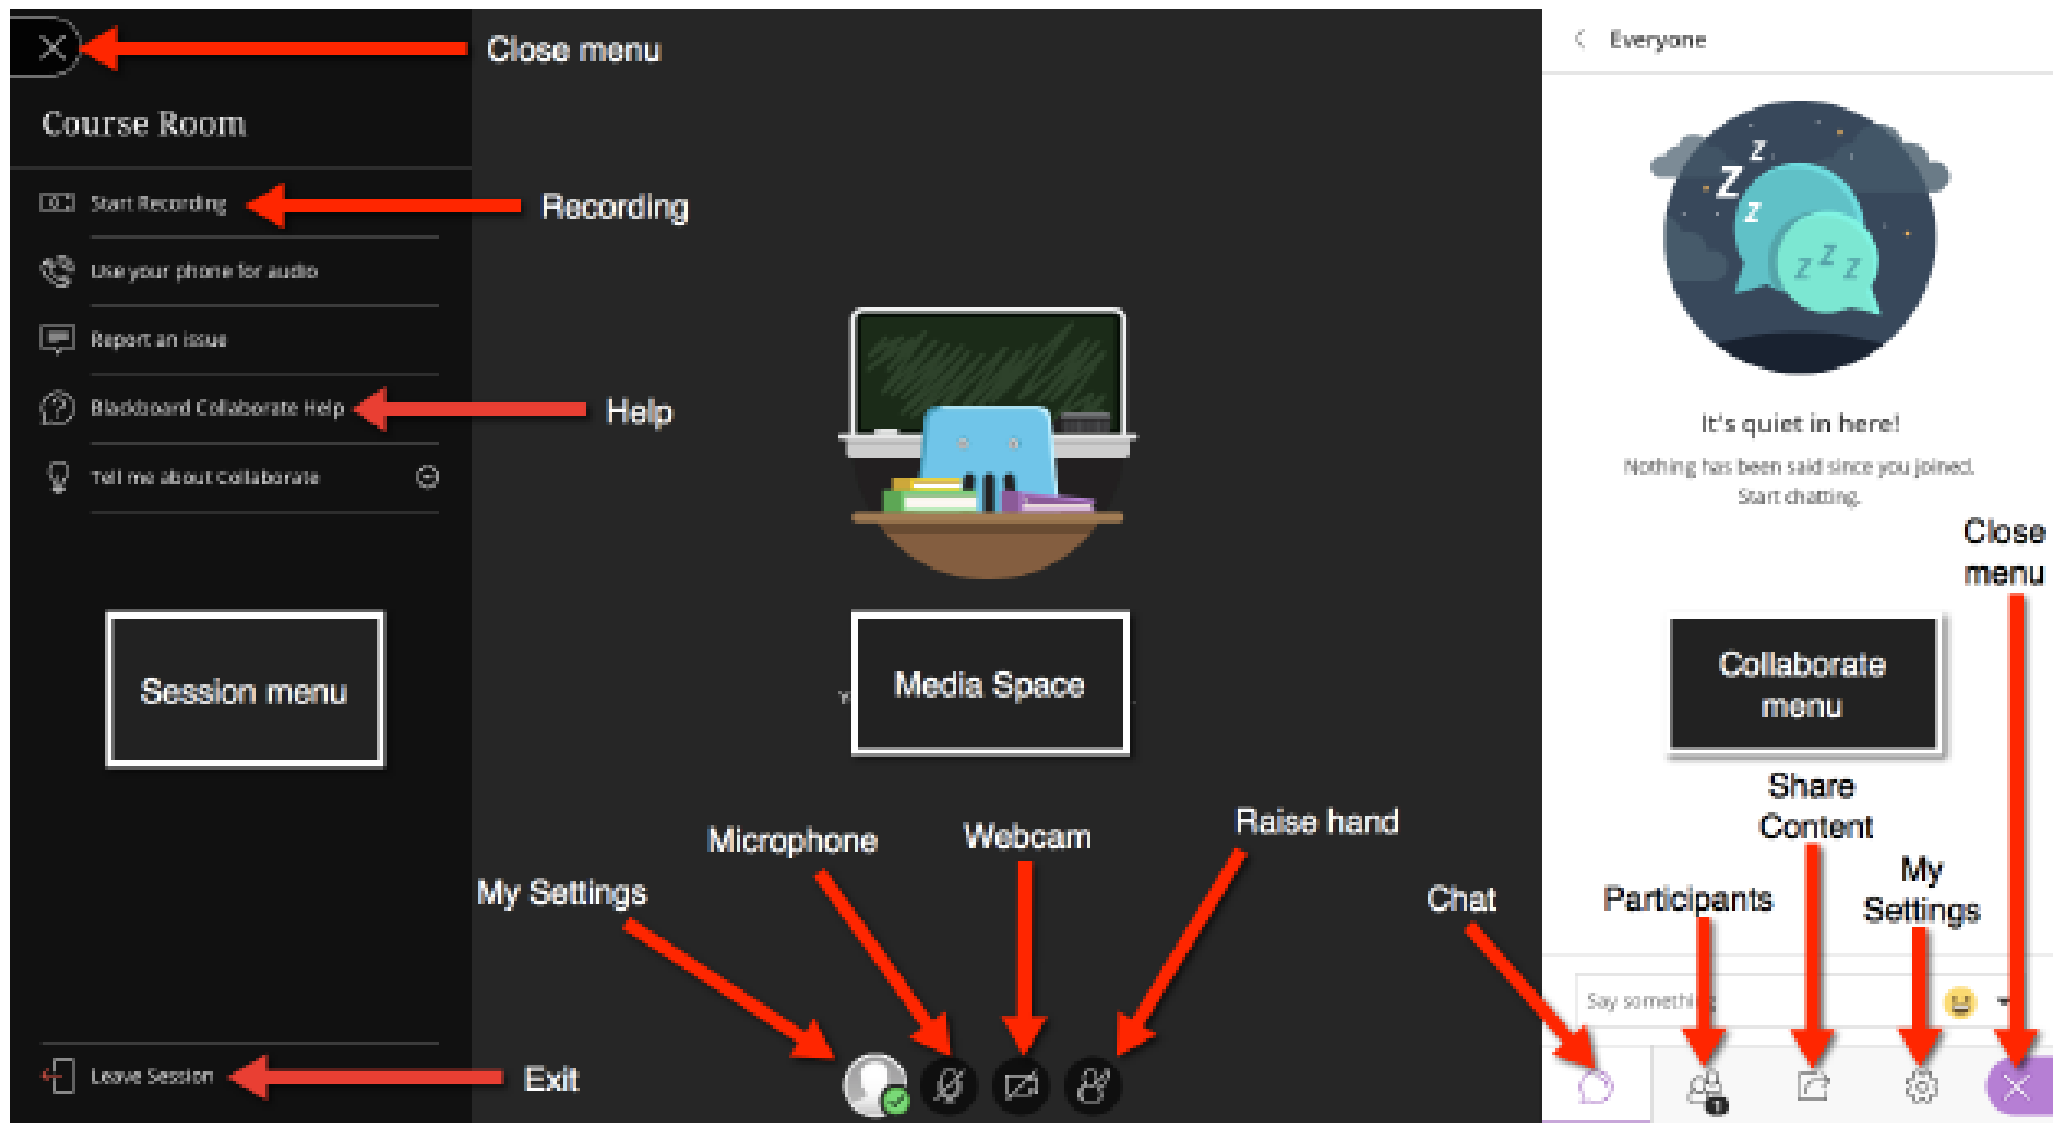 Close menu
Course Room
Start Recording
Recording
Use your phone for audio
Report an issue
Blackboard Collaborate Help
Help
Tell me about Collaborate
Session menu
Leave Session
Exit
Media Space
My Settings
Microphone
Webcam
Raise hand
Everyone
Z
Z
Z
Z Z Z
It's quiet in here!
Nothing has been said since you joined.
Start chatting.
Close
menu
Collaborate
menu
Share
Content
My
Settings
Participants
Chat
Say something
1